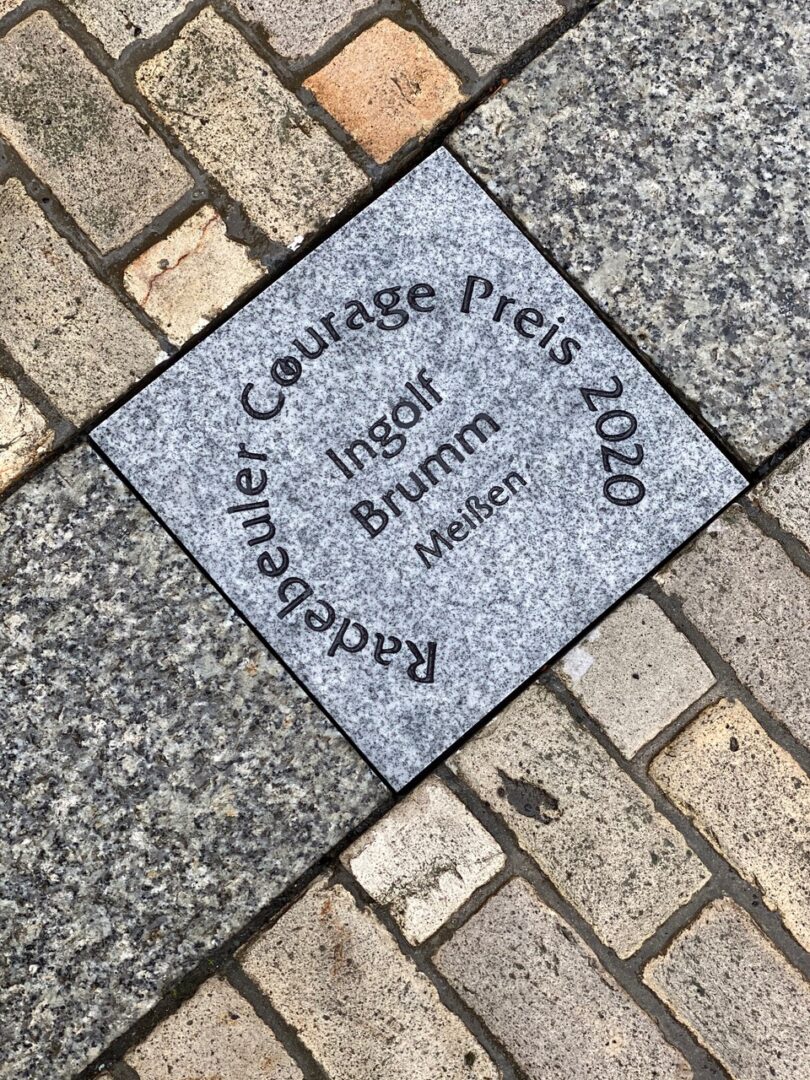 Radebeuler Courage Preis 2020
Ingolf
Brumm
Meißen